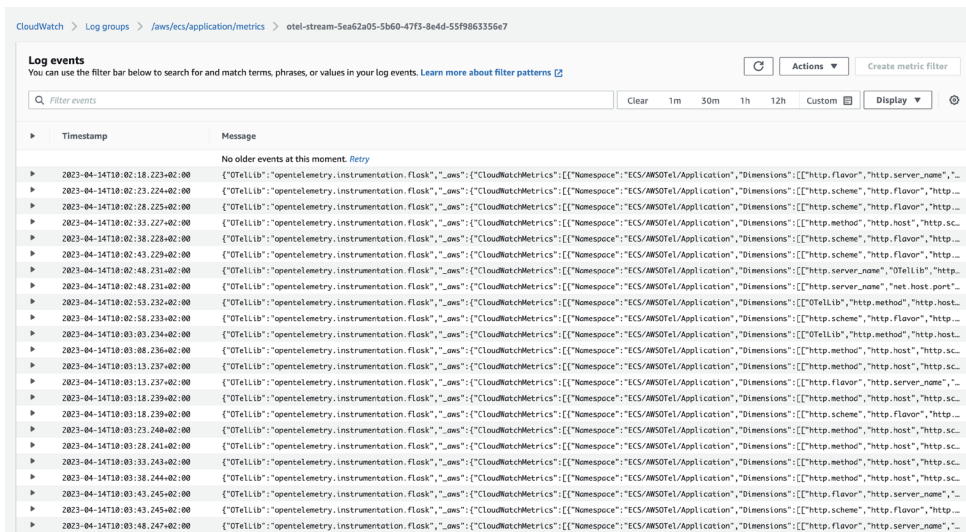 CloudWatch > Log groups > /aws/ecs/application/metrics > otel-stream-5ea62a05-5b60-47f3-8e4d-55f9863356e7
Log events
You can use the filter bar below to search for and match terms, phrases, or values in your log events. Learn more about filter patterns
Actions ▼ Create metric filter
Filter events
Clear 1m 30m 1h 12h Custom Display ▼
Timestamp Message
No older events at this moment. Retry
2023-04-14T10:02:18.223+02:00 {"OTelLib":"opentelemetry.instrumentation.flask","_aws":{"CloudWatchMetrics":[{"Namespace":"ECS/AWSOTel/Application","Dimensions":[["http.flavor","http.server_name","…
2023-04-14T10:02:23.224+02:00 {"OTelLib":"opentelemetry.instrumentation.flask","_aws":{"CloudWatchMetrics":[{"Namespace":"ECS/AWSOTel/Application","Dimensions":[["http.scheme","http.flavor","http.…
2023-04-14T10:02:28.225+02:00 {"OTelLib":"opentelemetry.instrumentation.flask","_aws":{"CloudWatchMetrics":[{"Namespace":"ECS/AWSOTel/Application","Dimensions":[["http.scheme","http.flavor","http.…
2023-04-14T10:02:33.227+02:00 {"OTelLib":"opentelemetry.instrumentation.flask","_aws":{"CloudWatchMetrics":[{"Namespace":"ECS/AWSOTel/Application","Dimensions":[["http.method","http.host","http.sc…
2023-04-14T10:02:38.228+02:00 {"OTelLib":"opentelemetry.instrumentation.flask","_aws":{"CloudWatchMetrics":[{"Namespace":"ECS/AWSOTel/Application","Dimensions":[["http.scheme","http.flavor","http.…
2023-04-14T10:02:43.229+02:00 {"OTelLib":"opentelemetry.instrumentation.flask","_aws":{"CloudWatchMetrics":[{"Namespace":"ECS/AWSOTel/Application","Dimensions":[["http.scheme","http.flavor","http.…
2023-04-14T10:02:48.231+02:00 {"OTelLib":"opentelemetry.instrumentation.flask","_aws":{"CloudWatchMetrics":[{"Namespace":"ECS/AWSOTel/Application","Dimensions":[["http.server_name","OTelLib","http…
2023-04-14T10:02:48.231+02:00 {"OTelLib":"opentelemetry.instrumentation.flask","_aws":{"CloudWatchMetrics":[{"Namespace":"ECS/AWSOTel/Application","Dimensions":[["http.server_name","net.host.port"…
2023-04-14T10:02:53.232+02:00 {"OTelLib":"opentelemetry.instrumentation.flask","_aws":{"CloudWatchMetrics":[{"Namespace":"ECS/AWSOTel/Application","Dimensions":[["OTelLib","http.method","http.host…
2023-04-14T10:02:58.233+02:00 {"OTelLib":"opentelemetry.instrumentation.flask","_aws":{"CloudWatchMetrics":[{"Namespace":"ECS/AWSOTel/Application","Dimensions":[["http.scheme","http.flavor","http.…
2023-04-14T10:03:03.234+02:00 {"OTelLib":"opentelemetry.instrumentation.flask","_aws":{"CloudWatchMetrics":[{"Namespace":"ECS/AWSOTel/Application","Dimensions":[["OTelLib","http.method","http.host…
2023-04-14T10:03:08.236+02:00 {"OTelLib":"opentelemetry.instrumentation.flask","_aws":{"CloudWatchMetrics":[{"Namespace":"ECS/AWSOTel/Application","Dimensions":[["http.method","http.host","http.sc…
2023-04-14T10:03:13.237+02:00 {"OTelLib":"opentelemetry.instrumentation.flask","_aws":{"CloudWatchMetrics":[{"Namespace":"ECS/AWSOTel/Application","Dimensions":[["http.method","http.host","http.sc…
2023-04-14T10:03:13.237+02:00 {"OTelLib":"opentelemetry.instrumentation.flask","_aws":{"CloudWatchMetrics":[{"Namespace":"ECS/AWSOTel/Application","Dimensions":[["http.flavor","http.server_name","…
2023-04-14T10:03:18.239+02:00 {"OTelLib":"opentelemetry.instrumentation.flask","_aws":{"CloudWatchMetrics":[{"Namespace":"ECS/AWSOTel/Application","Dimensions":[["http.method","http.host","http.sc…
2023-04-14T10:03:18.239+02:00 {"OTelLib":"opentelemetry.instrumentation.flask","_aws":{"CloudWatchMetrics":[{"Namespace":"ECS/AWSOTel/Application","Dimensions":[["http.scheme","http.flavor","http.…
2023-04-14T10:03:23.240+02:00 {"OTelLib":"opentelemetry.instrumentation.flask","_aws":{"CloudWatchMetrics":[{"Namespace":"ECS/AWSOTel/Application","Dimensions":[["http.method","http.host","http.sc…
2023-04-14T10:03:28.241+02:00 {"OTelLib":"opentelemetry.instrumentation.flask","_aws":{"CloudWatchMetrics":[{"Namespace":"ECS/AWSOTel/Application","Dimensions":[["http.method","http.host","http.sc…
2023-04-14T10:03:33.243+02:00 {"OTelLib":"opentelemetry.instrumentation.flask","_aws":{"CloudWatchMetrics":[{"Namespace":"ECS/AWSOTel/Application","Dimensions":[["http.method","http.host","http.sc…
2023-04-14T10:03:38.244+02:00 {"OTelLib":"opentelemetry.instrumentation.flask","_aws":{"CloudWatchMetrics":[{"Namespace":"ECS/AWSOTel/Application","Dimensions":[["http.method","http.host","http.sc…
2023-04-14T10:03:43.245+02:00 {"OTelLib":"opentelemetry.instrumentation.flask","_aws":{"CloudWatchMetrics":[{"Namespace":"ECS/AWSOTel/Application","Dimensions":[["http.flavor","http.server_name","…
2023-04-14T10:03:43.245+02:00 {"OTelLib":"opentelemetry.instrumentation.flask","_aws":{"CloudWatchMetrics":[{"Namespace":"ECS/AWSOTel/Application","Dimensions":[["http.scheme","http.flavor","http.…
2023-04-14T10:03:48.247+02:00 {"OTelLib":"opentelemetry.instrumentation.flask","_aws":{"CloudWatchMetrics":[{"Namespace":"ECS/AWSOTel/Application","Dimensions":[["http.flavor","http.server_name","…